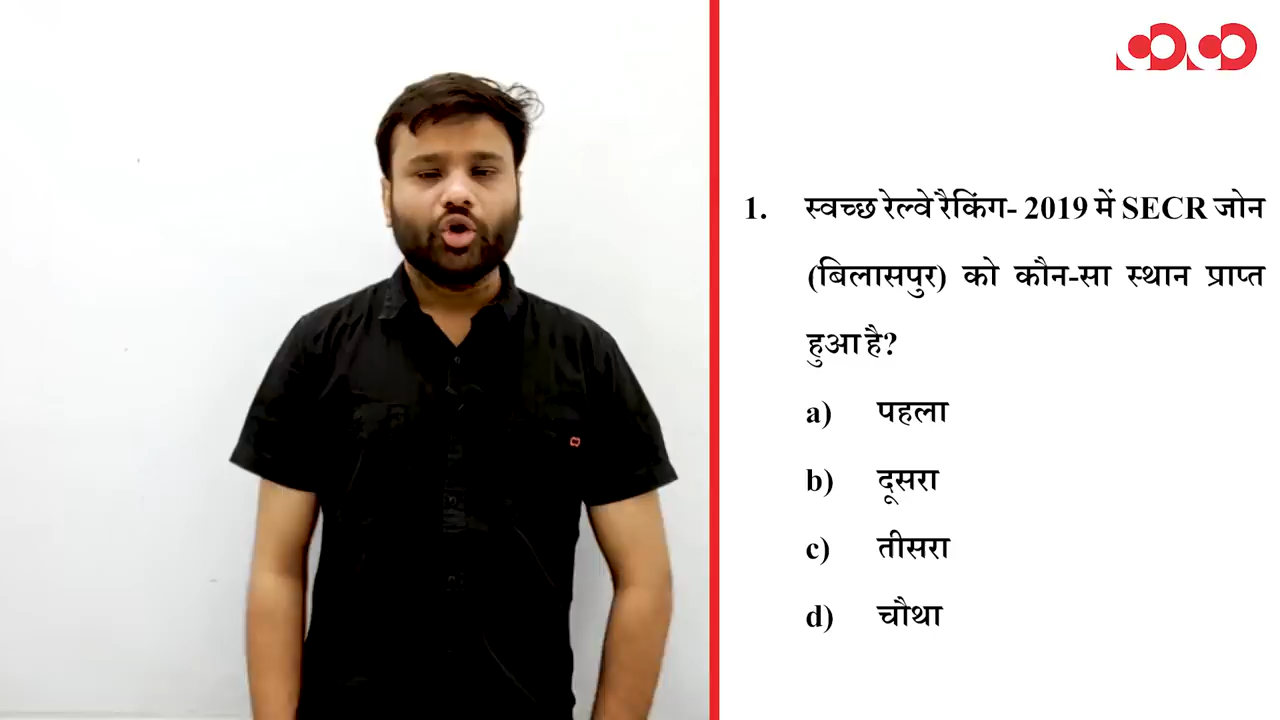 1. स्वच्छ रेल्वे रैकिंग- 2019 में SECR जोन
(बिलासपुर) को कौन-सा स्थान प्राप्त
हुआ है?
a) पहला
b) दूसरा
c) तीसरा
d) चौथा